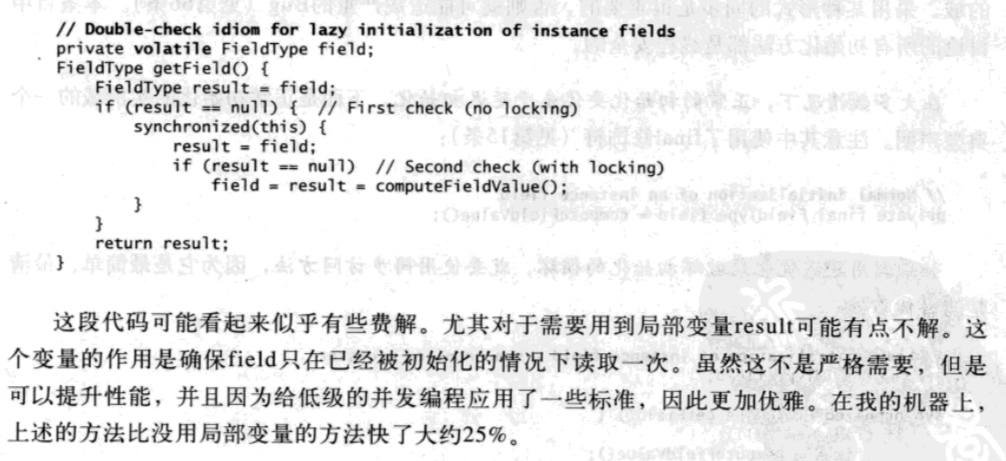 // Double-check idiom for lazy initialization of instance fields
private volatile FieldType field;
FieldType getField() {
    FieldType result = field;
    if (result == null) {  // First check (no locking)
        synchronized(this) {
            result = field;
            if (result == null)  // Second check (with locking)
                field = result = computeFieldValue();
        }
    }
    return result;
}
这段代码可能看起来似乎有些费解。尤其对于需要用到局部变量result可能有点不解。这
个变量的作用是确保field只在已经被初始化的情况下读取一次。虽然这不是严格需要，但是
可以提升性能，并且因为给低级的并发编程应用了一些标准，因此更加优雅。在我的机器上，
上述的方法比没用局部变量的方法快了大约25%。